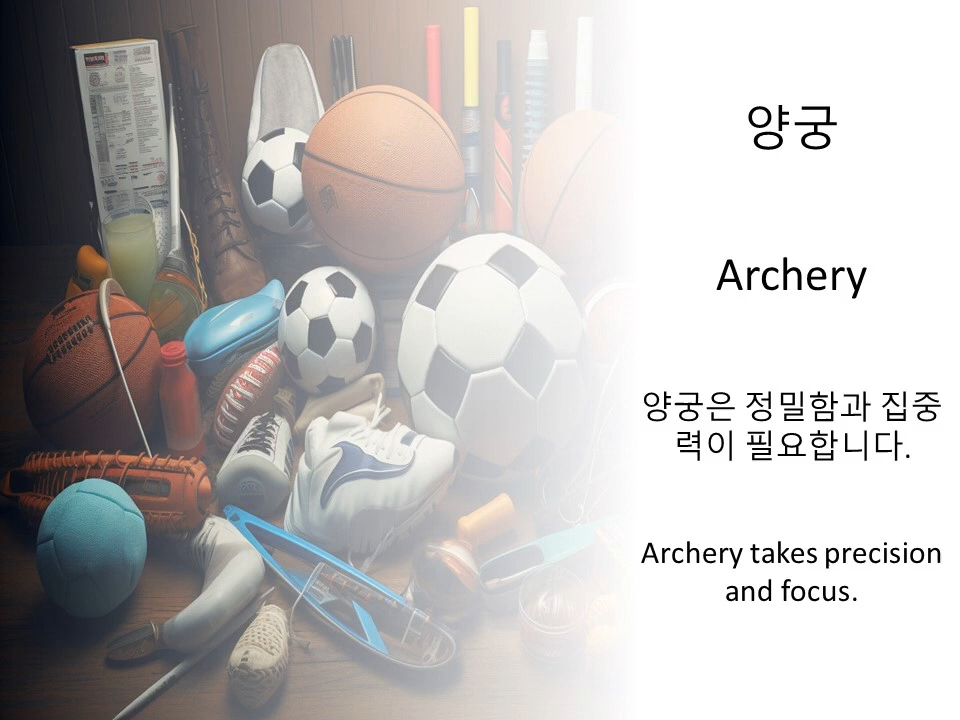 양궁
Archery
양궁은 정밀함과 집중
력이 필요합니다.
Archery takes precision
and focus.